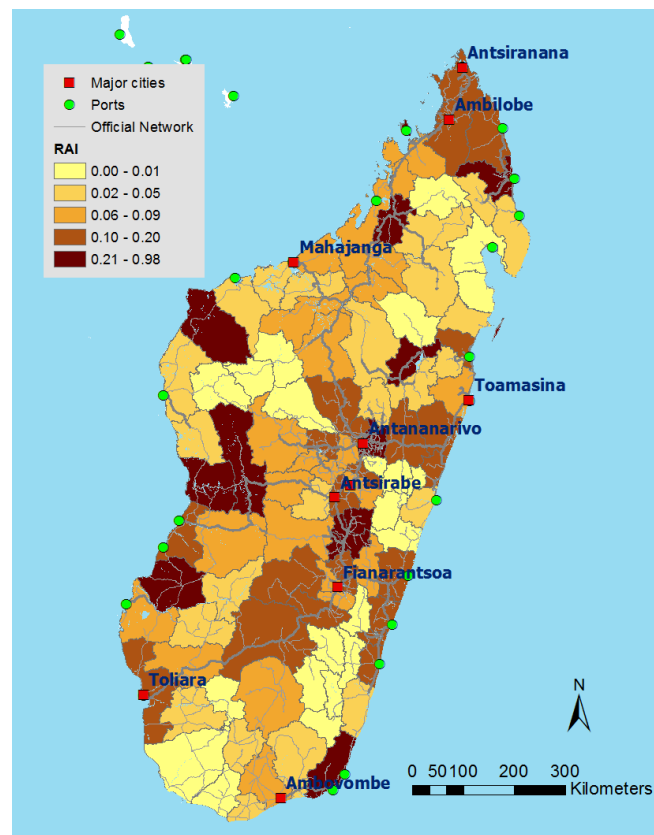 Antsiranana
Major cities
Ports
Ambilobe
Official Network
RAI
0.00 - 0.01
0.02 - 0.05
0.06 - 0.09
0.10 - 0.20
0.21 - 0.98
Mahajanga
Toamasina
Antananarivo
Antsirabe
Fianarantsoa
Toliara
N
Ambovombe
0 50 100 200 300
Kilometers